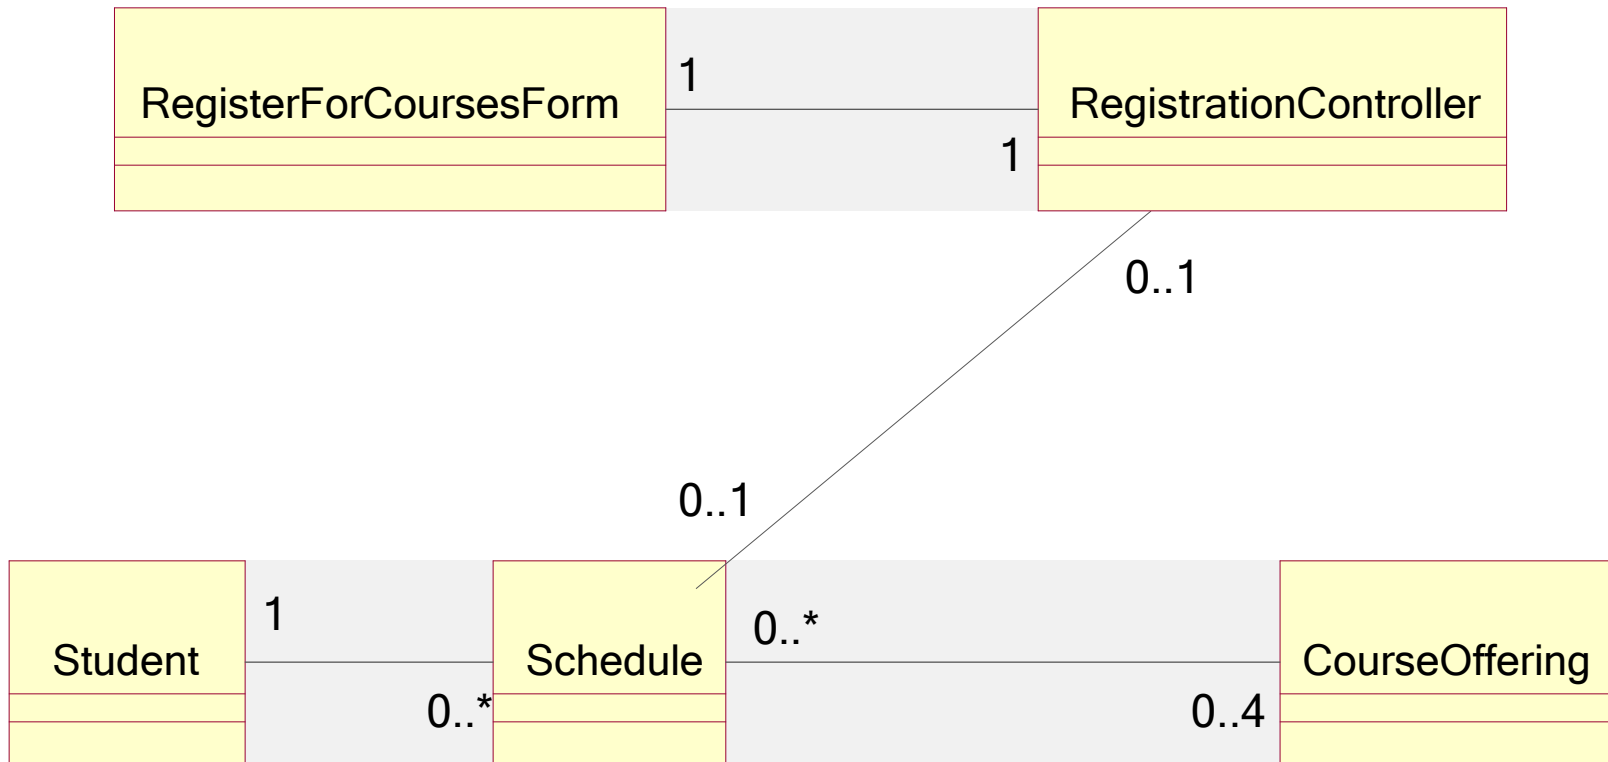 RegisterForCoursesForm
1
1
RegistrationController
0..1
0..1
Student
1
0..*
Schedule
0..*
0..4
CourseOffering